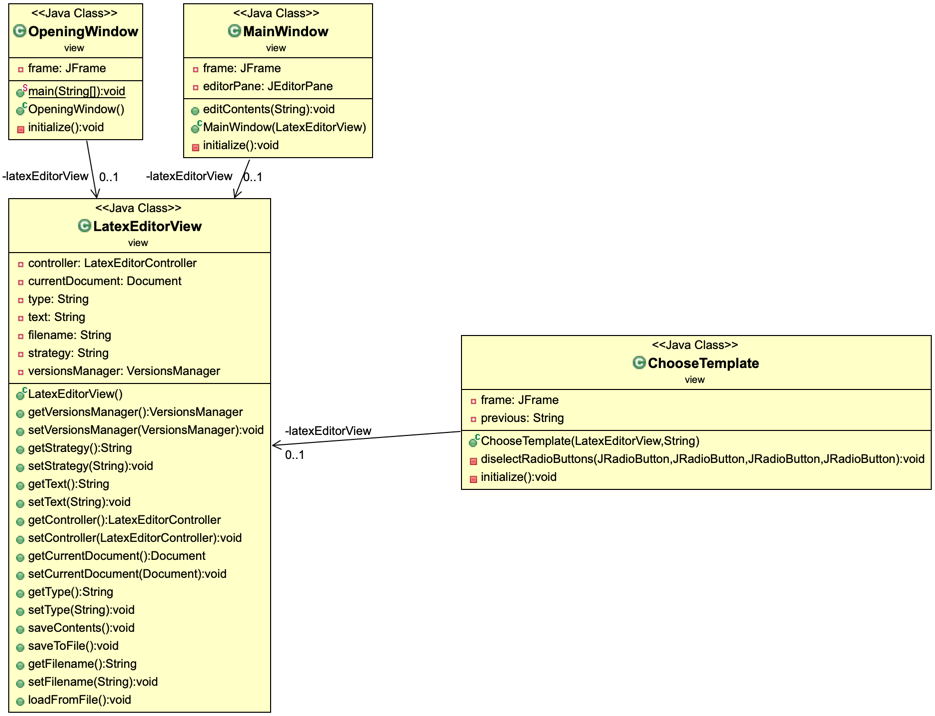 <<Java Class>>
OpeningWindow
view
frame: JFrame
main(String[]):void
OpeningWindow()
initialize():void
<<Java Class>>
MainWindow
view
frame: JFrame
editorPane: JEditorPane
editContents(String):void
MainWindow(LatexEditorView)
initialize():void
-latexEditorView 0..1
-latexEditorView 0..1
<<Java Class>>
LatexEditorView
view
controller: LatexEditorController
currentDocument: Document
type: String
text: String
filename: String
strategy: String
versionsManager: VersionsManager
LatexEditorView()
getVersionsManager():VersionsManager
setVersionsManager(VersionsManager):void
getStrategy():String
setStrategy(String):void
getText():String
setText(String):void
getController():LatexEditorController
setController(LatexEditorController):void
getCurrentDocument():Document
setCurrentDocument(Document):void
getType():String
setType(String):void
saveContents():void
saveToFile():void
getFilename():String
setFilename(String):void
loadFromFile():void
-latexEditorView
0..1
<<Java Class>>
ChooseTemplate
view
frame: JFrame
previous: String
ChooseTemplate(LatexEditorView,String)
diselectRadioButtons(JRadioButton,JRadioButton,JRadioButton,JRadioButton):void
initialize():void